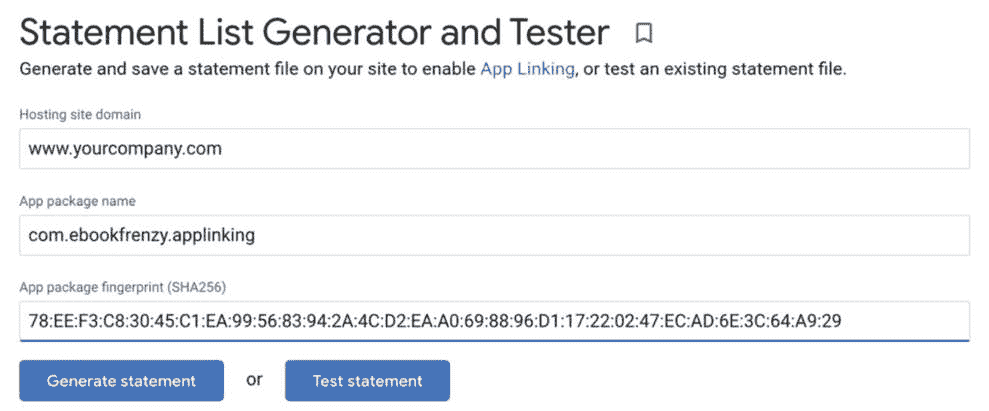 Statement List Generator and Tester
Generate and save a statement file on your site to enable App Linking, or test an existing statement file.
Hosting site domain
www.yourcompany.com
App package name
com.ebookfrenzy.applinking
App package fingerprint (SHA256)
78:EE:F3:C8:30:45:C1:EA:99:56:83:94:2A:4C:D2:EA:A0:69:88:96:D1:17:22:02:47:EC:AD:6E:3C:64:A9:29
Generate statement or Test statement